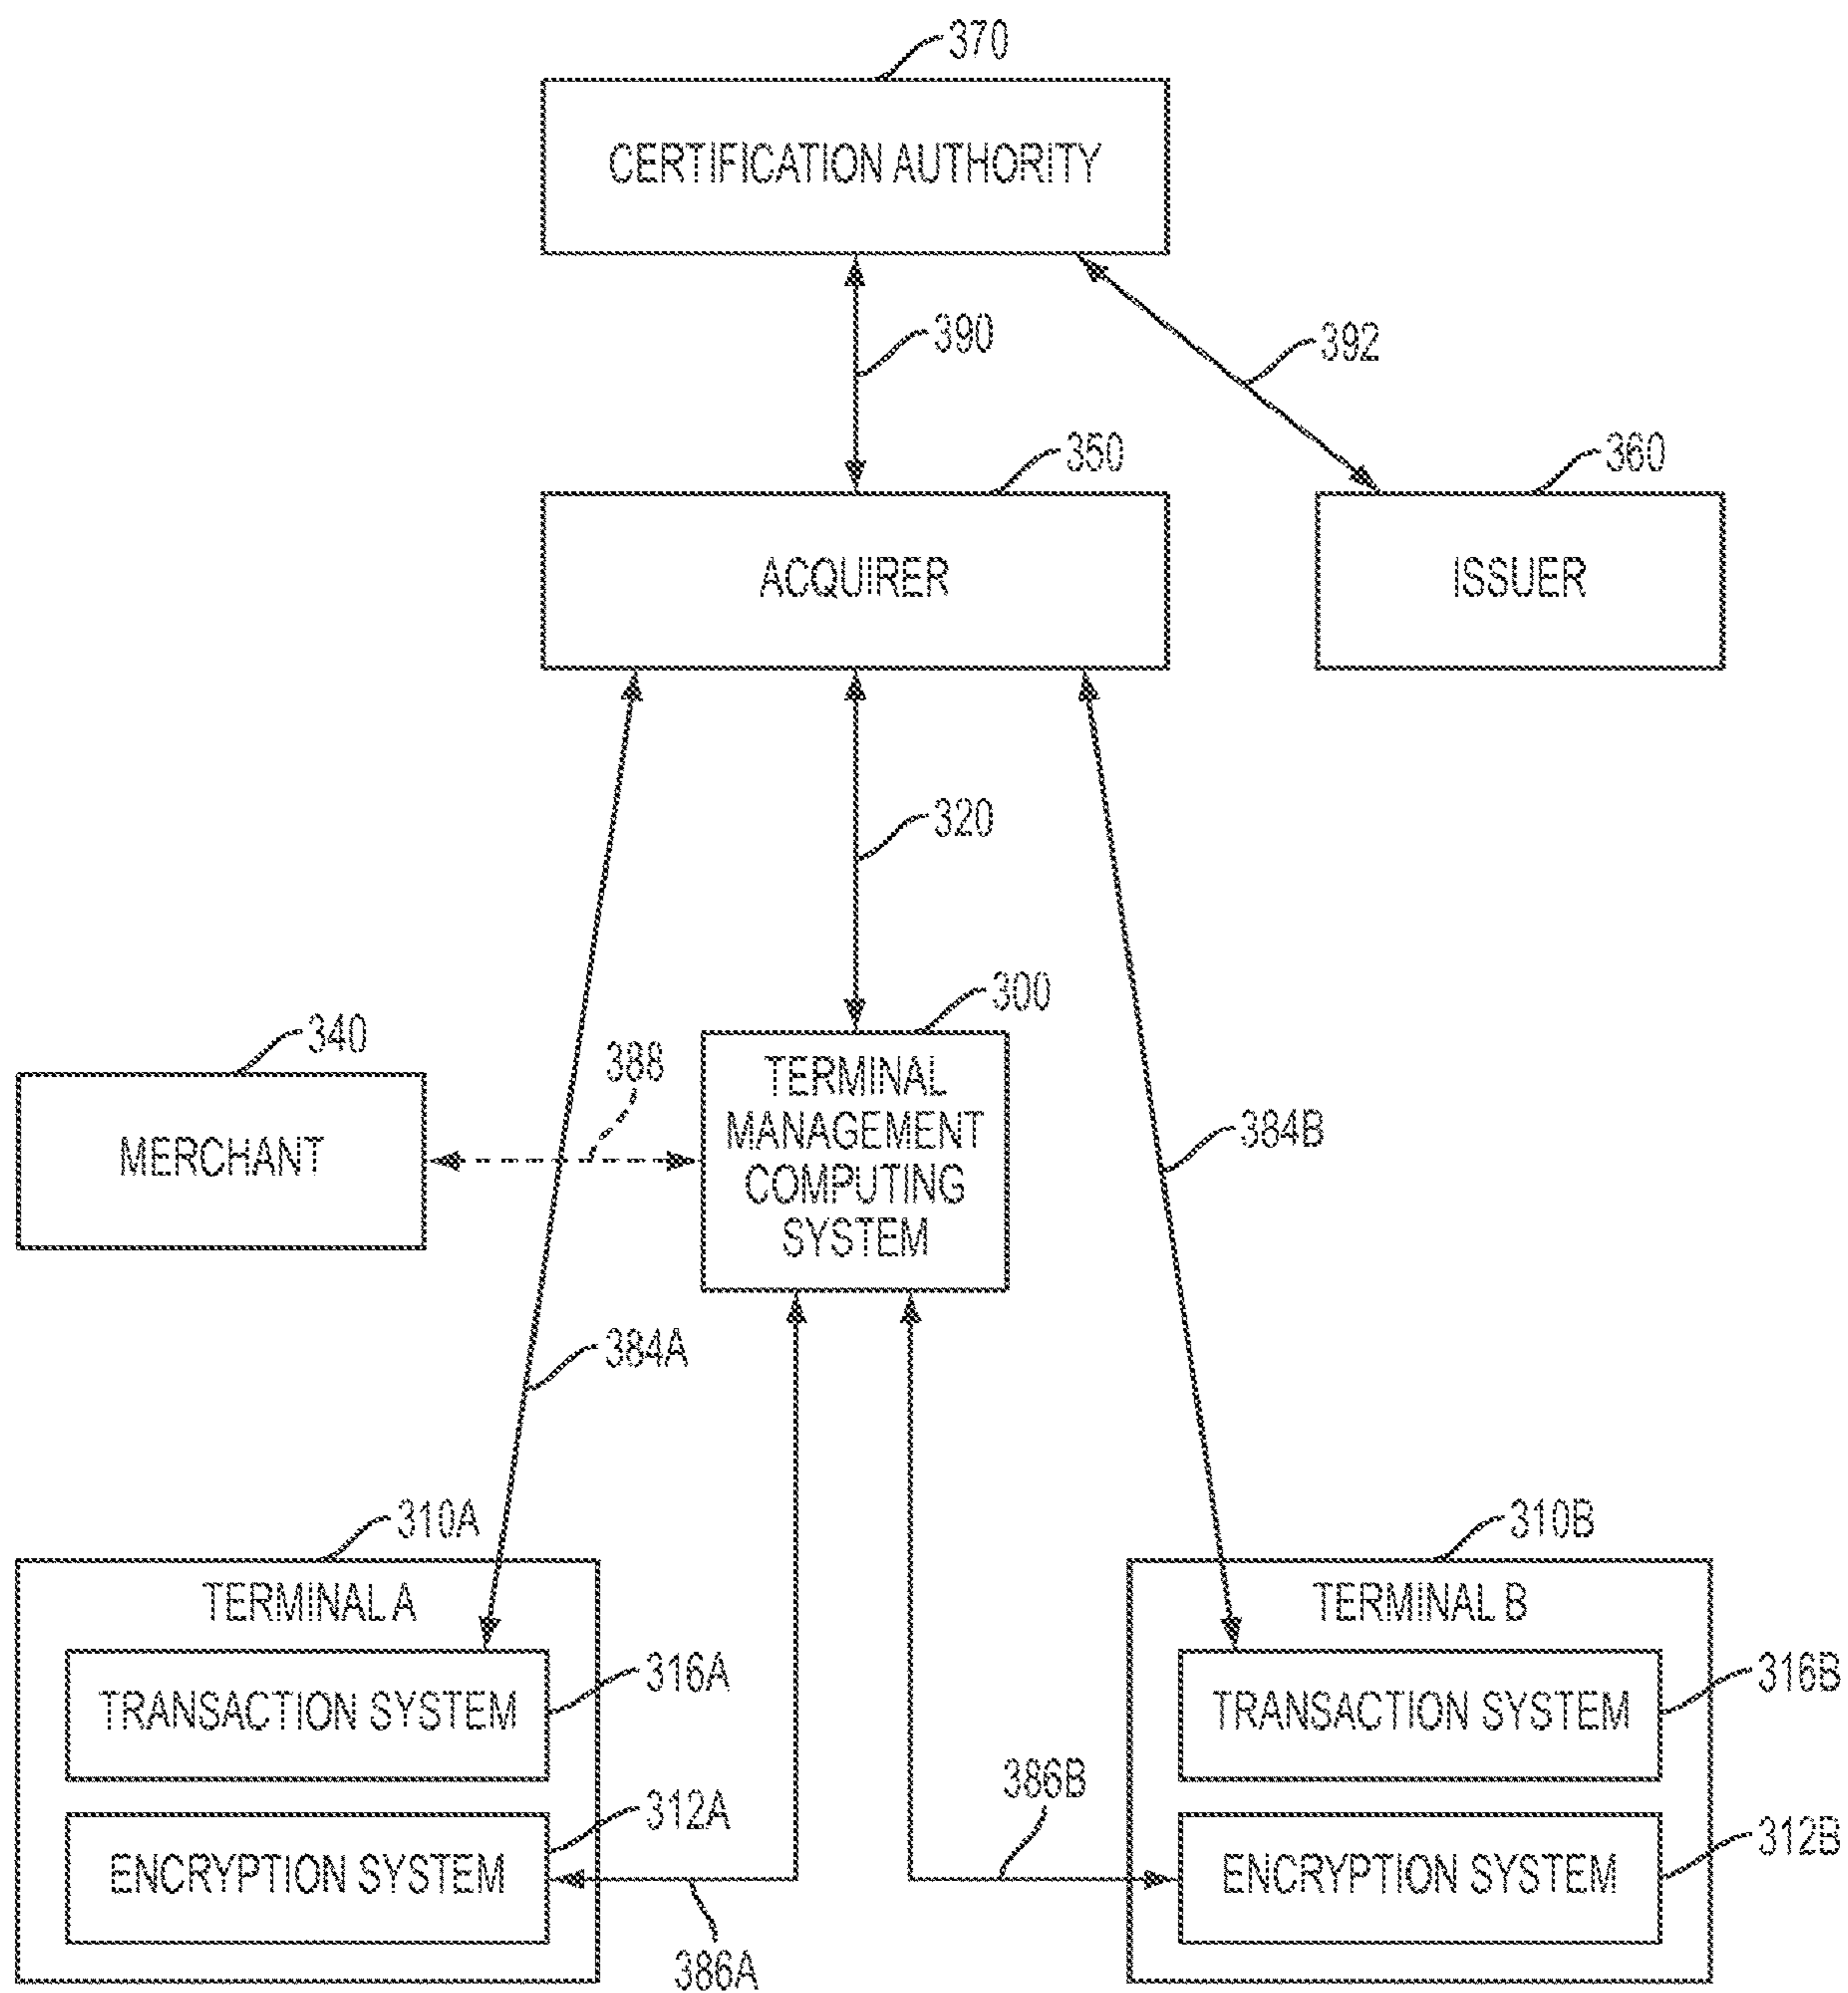 370
CERTIFICATION AUTHORITY
390
392
350
360
ACQUIRER
ISSUER
320
300
340
388
TERMINAL
MANAGEMENT
COMPUTING
SYSTEM
MERCHANT
384B
384A
310A
310B
TERMINAL A
TERMINAL B
316A
316B
TRANSACTION SYSTEM
TRANSACTION SYSTEM
386B
312A
312B
ENCRYPTION SYSTEM
ENCRYPTION SYSTEM
386A